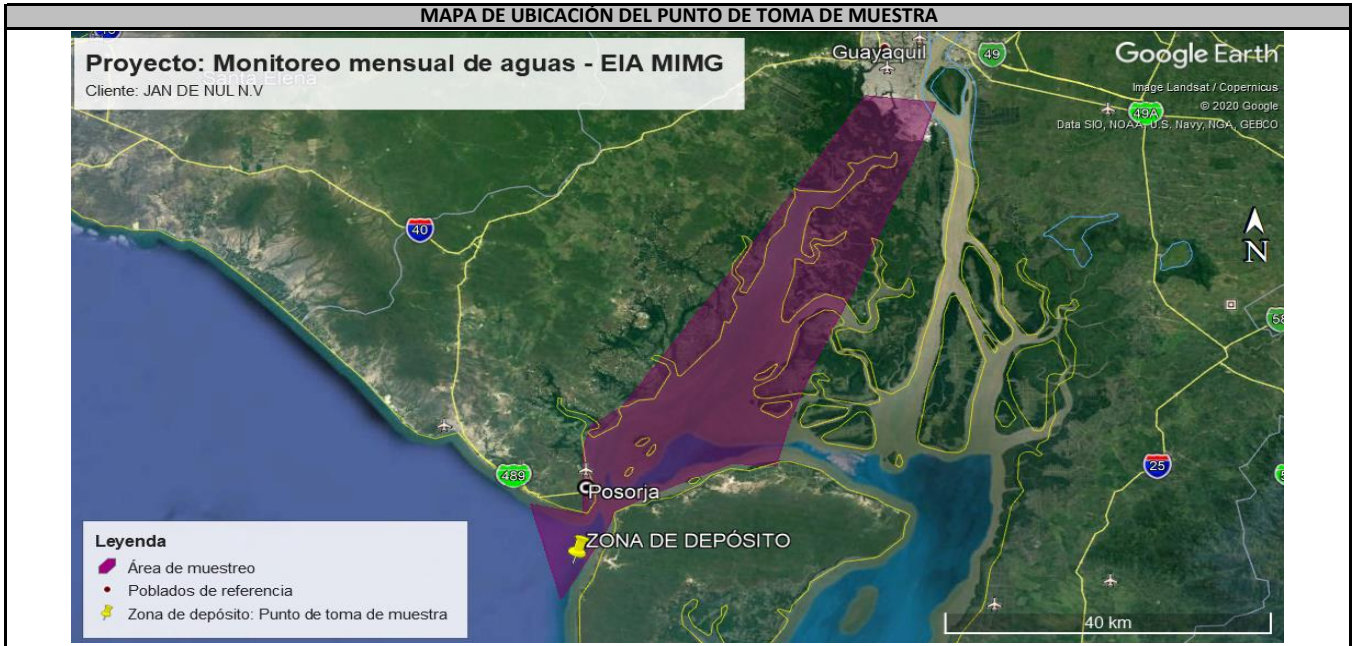 MAPA DE UBICACIÓN DEL PUNTO DE TOMA DE MUESTRA
Proyecto: Monitoreo mensual de aguas - EIA MIMG
Cliente: JAN DE NUL N.V
Santa Elena
Guayaquil
49
Google Earth
Image Landsat / Copernicus
© 2020 Google
Data SIO, NOAA, U.S. Navy, NGA, GEBCO
49A
40
N
58
489
25
Posorja
ZONA DE DEPÓSITO
Leyenda
Área de muestreo
Poblados de referencia
Zona de depósito: Punto de toma de muestra
40 km